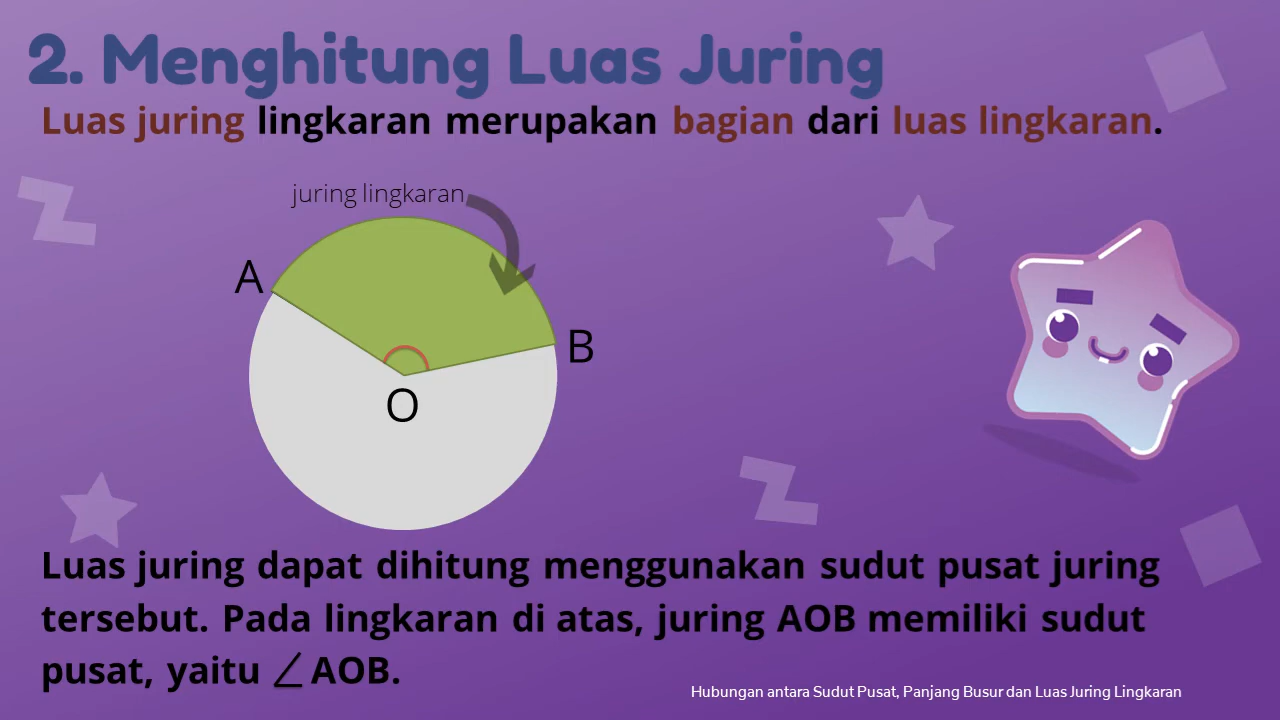 2. Menghitung Luas Juring
Luas juring lingkaran merupakan bagian dari luas lingkaran.
juring lingkaran
A
B
O
Luas juring dapat dihitung menggunakan sudut pusat juring
tersebut. Pada lingkaran di atas, juring AOB memiliki sudut
pusat, yaitu ∠AOB.
Hubungan antara Sudut Pusat, Panjang Busur dan Luas Juring Lingkaran